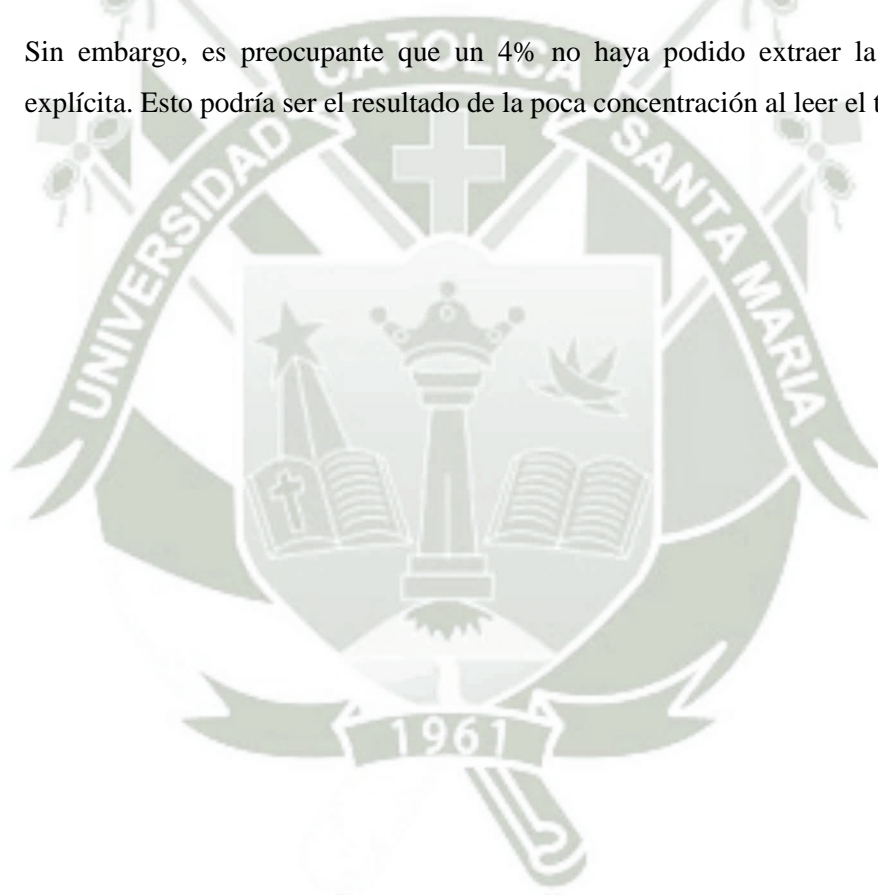 Sin embargo, es preocupante que un 4% no haya podido extraer la
explícita. Esto podría ser el resultado de la poca concentración al leer el
CATOLICA
UNIVERSIDAD
SANTA MARIA
1961